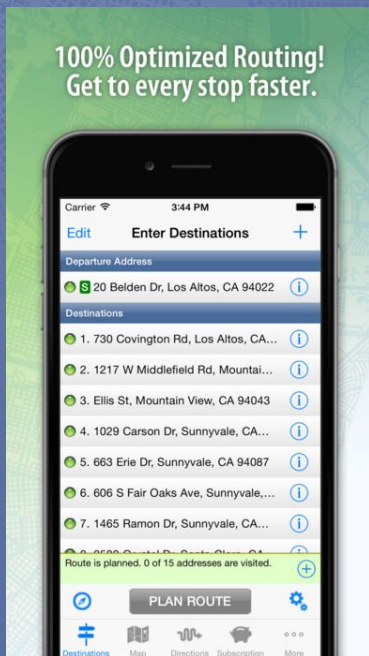 100% Optimized Routing!
Get to every stop faster.
Carrier 3:44 PM
Edit Enter Destinations +
Departure Address
S 20 Belden Dr, Los Altos, CA 94022
Destinations
1. 730 Covington Rd, Los Altos, CA...
2. 1217 W Middlefield Rd, Mountai...
3. Ellis St, Mountain View, CA 94043
4. 1029 Carson Dr, Sunnyvale, CA...
5. 663 Erie Dr, Sunnyvale, CA 94087
6. 606 S Fair Oaks Ave, Sunnyvale,...
7. 1465 Ramon Dr, Sunnyvale, CA...
Route is planned. 0 of 15 addresses are visited.
PLAN ROUTE
Destinations Map Directions Subscription More